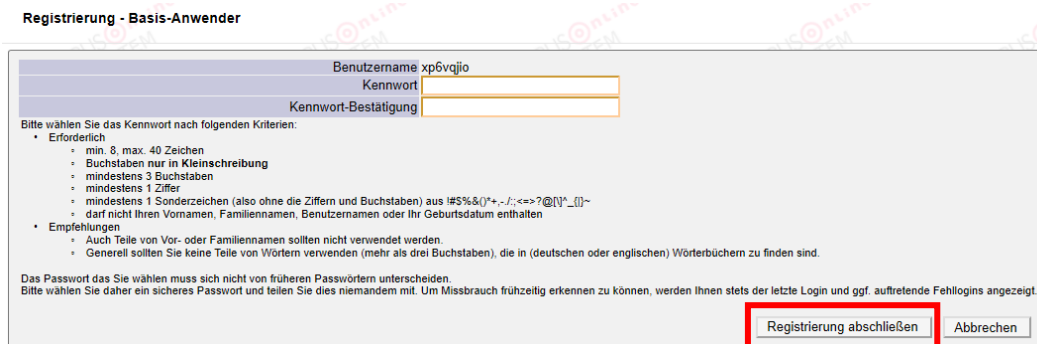 Registrierung - Basis-Anwender
Benutzername xp6vqjio
Kennwort
Kennwort-Bestätigung
Bitte wählen Sie das Kennwort nach folgenden Kriterien:
• Erforderlich
◦ min. 8, max. 40 Zeichen
◦ Buchstaben nur in Kleinschreibung
◦ mindestens 3 Buchstaben
◦ mindestens 1 Ziffer
◦ mindestens 1 Sonderzeichen (also ohne die Ziffern und Buchstaben) aus !#$%&()*+,-./:;<=>?@[\]^_{|}~
◦ darf nicht Ihren Vornamen, Familiennamen, Benutzernamen oder Ihr Geburtsdatum enthalten
• Empfehlungen
◦ Auch Teile von Vor- oder Familiennamen sollten nicht verwendet werden.
◦ Generell sollten Sie keine Teile von Wörtern verwenden (mehr als drei Buchstaben), die in (deutschen oder englischen) Wörterbüchern zu finden sind.
Das Passwort das Sie wählen muss sich nicht von früheren Passwörtern unterscheiden.
Bitte wählen Sie daher ein sicheres Passwort und teilen Sie dies niemandem mit. Um Missbrauch frühzeitig erkennen zu können, werden Ihnen stets der letzte Login und ggf. auftretende Fehllogins angezeigt.
Registrierung abschließen Abbrechen